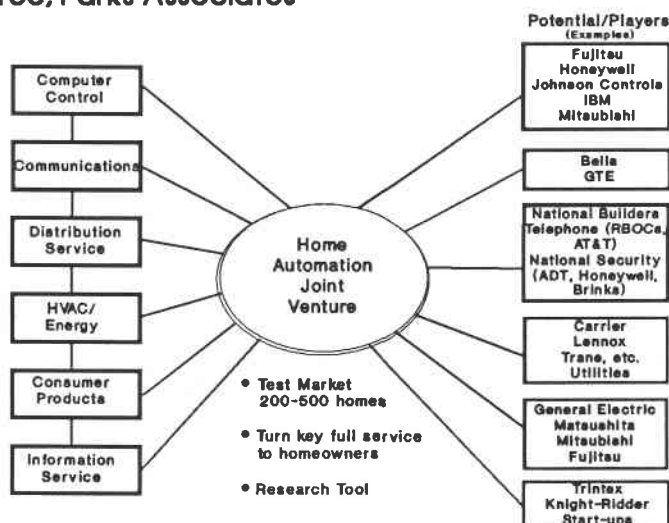 Parks Associates
Potential/Players
(Examples)
Computer
Control
Communications
Distribution
Service
HVAC/
Energy
Consumer
Products
Information
Service
Home
Automation
Joint
Venture
• Test Market
200-500 homes
• Turn key full service
to homeowners
• Research Tool
Fujitsu
Honeywell
Johnson Controls
IBM
Mitsubishi
Bells
GTE
National Builders
Telephone (RBOCs,
AT&T)
National Security
(ADT, Honeywell,
Brinks)
Carrier
Lennox
Trane, etc.
Utilities
General Electric
Matsushita
Mitsubishi
Fujitsu
Trintex
Knight-Ridder
Start-ups